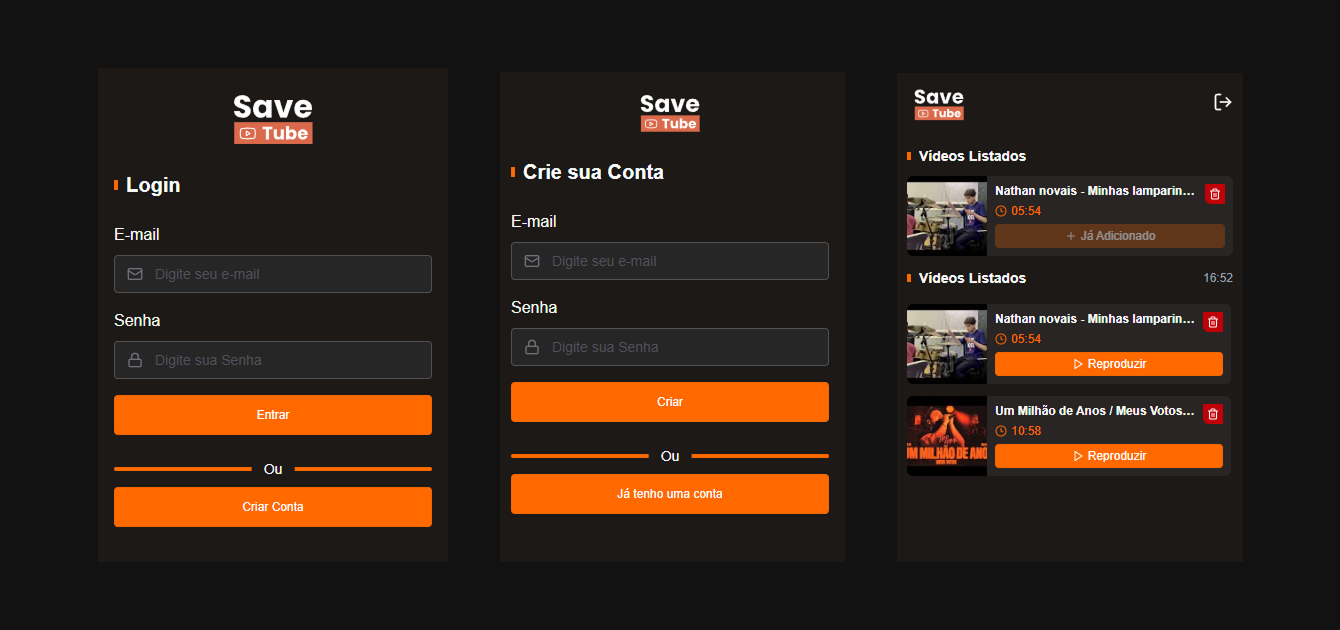 Save
Tube
Login
E-mail
Digite seu e-mail
Senha
Digite sua Senha
Entrar
Ou
Criar Conta
Save
Tube
Crie sua Conta
E-mail
Digite seu e-mail
Senha
Digite sua Senha
Criar
Ou
Já tenho uma conta
Save
Tube
Vídeos Listados
Nathan novais - Minhas lamparin...
05:54
+ Já Adicionado
Vídeos Listados
16:52
Nathan novais - Minhas lamparin...
05:54
Reproduzir
Um Milhão de Anos / Meus Votos...
10:58
UM MILHÃO DE ANO
MEUS VOTOS
Reproduzir